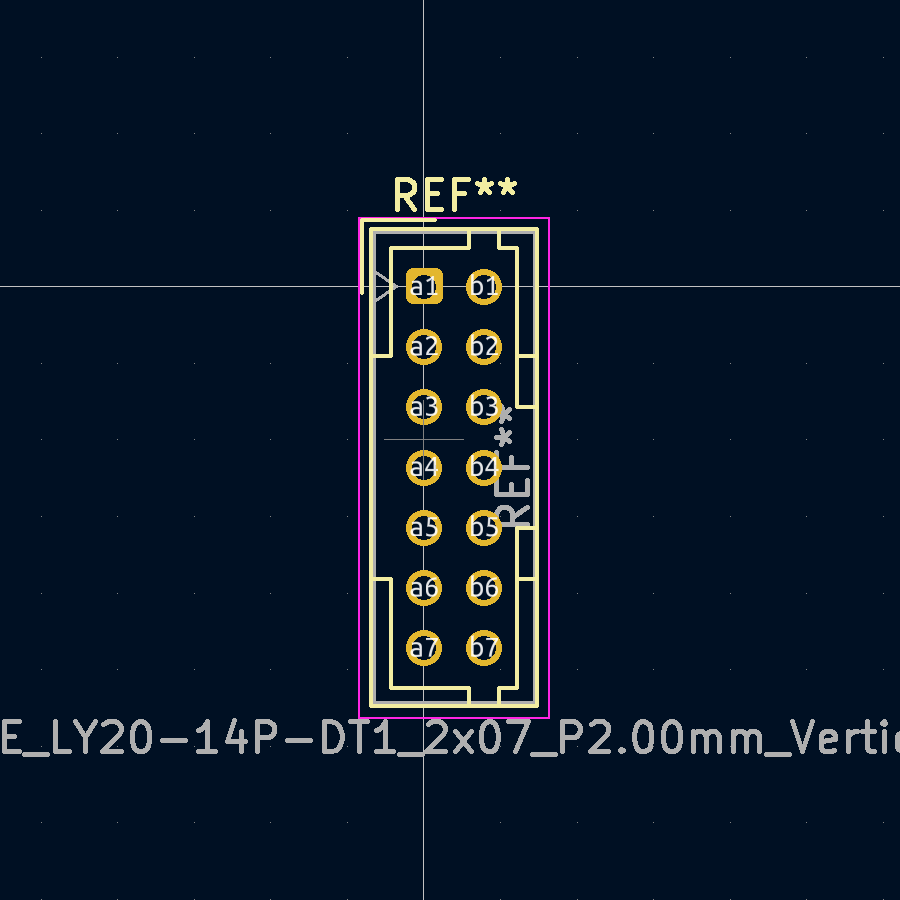 REF**
a1 b1
a2 b2
a3 b3
a4 b4
a5 b5
a6 b6
a7 b7
REF**
E_LY20-14P-DT1_2x07_P2.00mm_Vertic